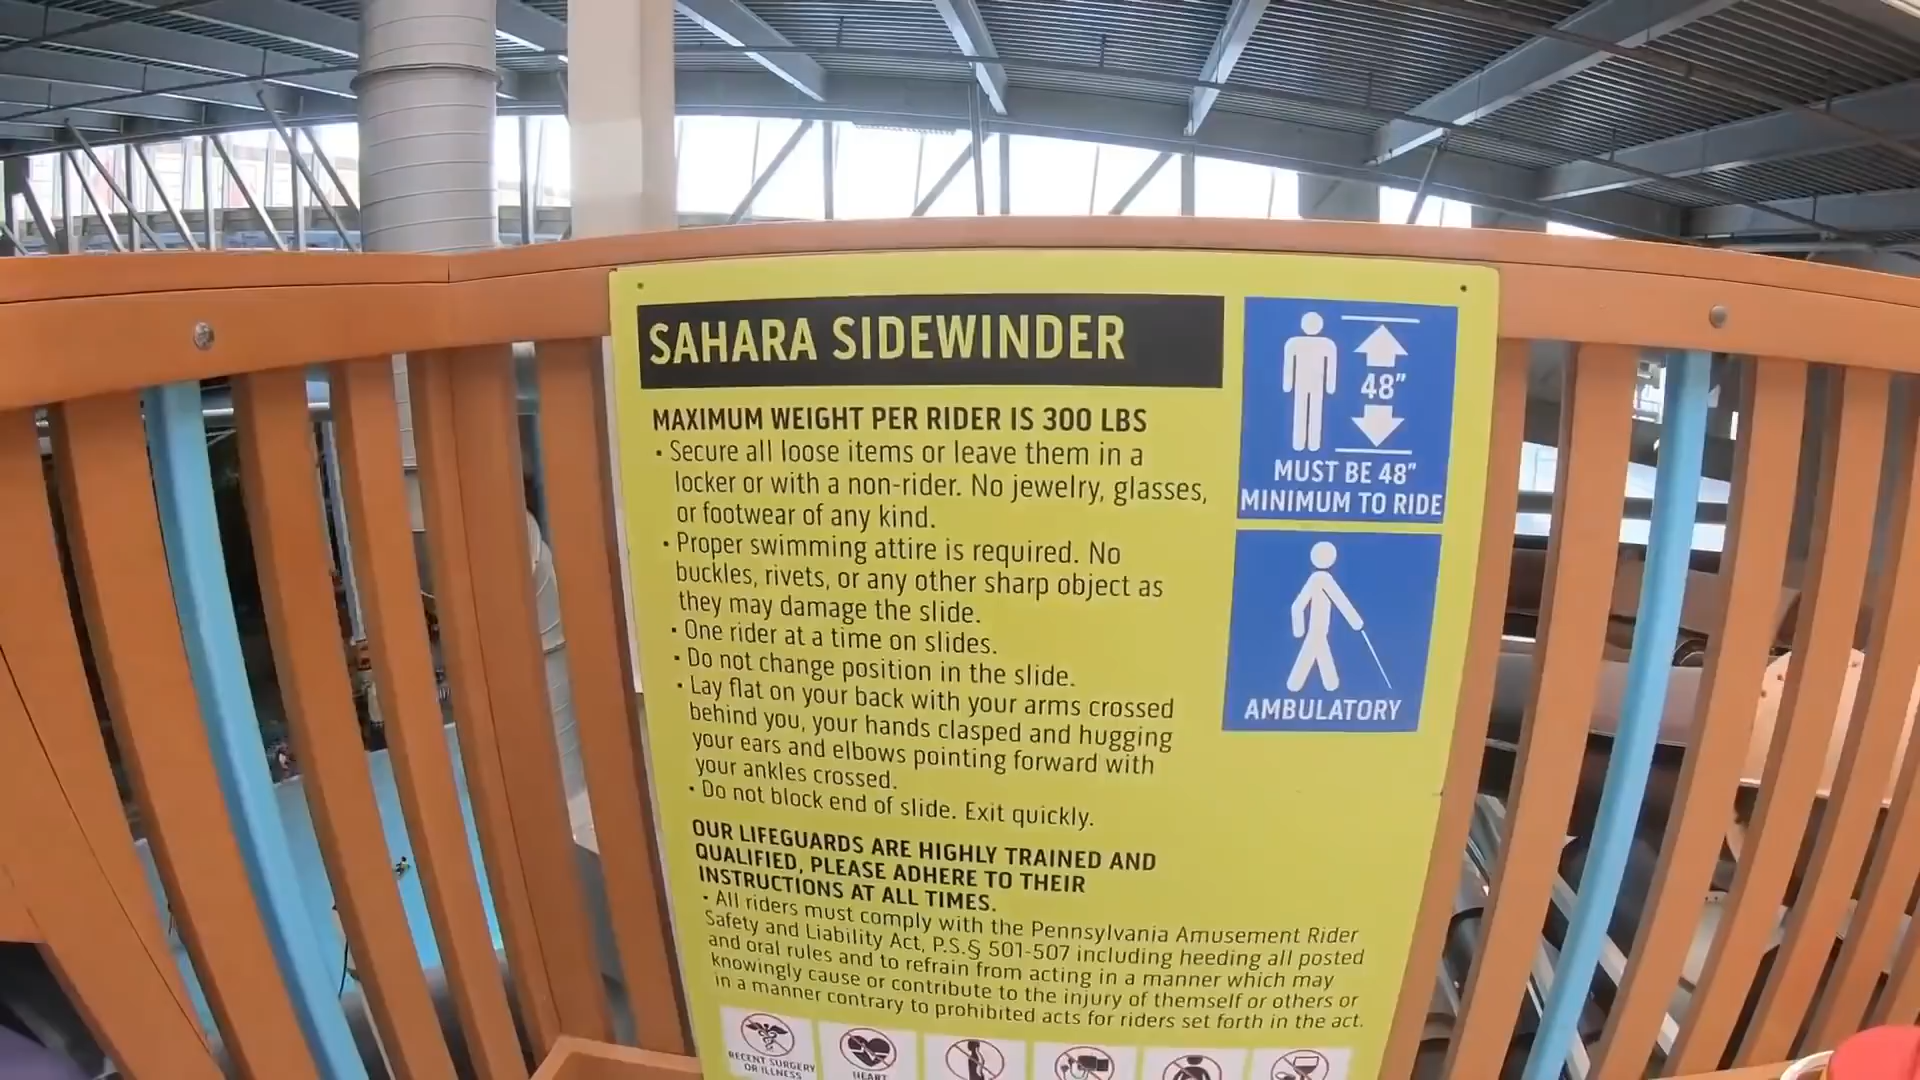 SAHARA SIDEWINDER
MAXIMUM WEIGHT PER RIDER IS 300 LBS
• Secure all loose items or leave them in a
locker or with a non-rider. No jewelry, glasses,
or footwear of any kind.
• Proper swimming attire is required. No
buckles, rivets, or any other sharp object as
they may damage the slide.
• One rider at a time on slides.
• Do not change position in the slide.
• Lay flat on your back with your arms crossed
behind you, your hands clasped and hugging
your ears and elbows pointing forward with
your ankles crossed.
• Do not block end of slide. Exit quickly.
OUR LIFEGUARDS ARE HIGHLY TRAINED AND
QUALIFIED, PLEASE ADHERE TO THEIR
INSTRUCTIONS AT ALL TIMES.
• All riders must comply with the Pennsylvania Amusement Rider
Safety and Liability Act, P.S.§ 501-507 including heeding all posted
and oral rules and to refrain from acting in a manner which may
knowingly cause or contribute to the injury of themself or others or
in a manner contrary to prohibited acts for riders set forth in the act.
48"
MUST BE 48"
MINIMUM TO RIDE
AMBULATORY
RECENT SURGERY
OR ILLNESS
HEART